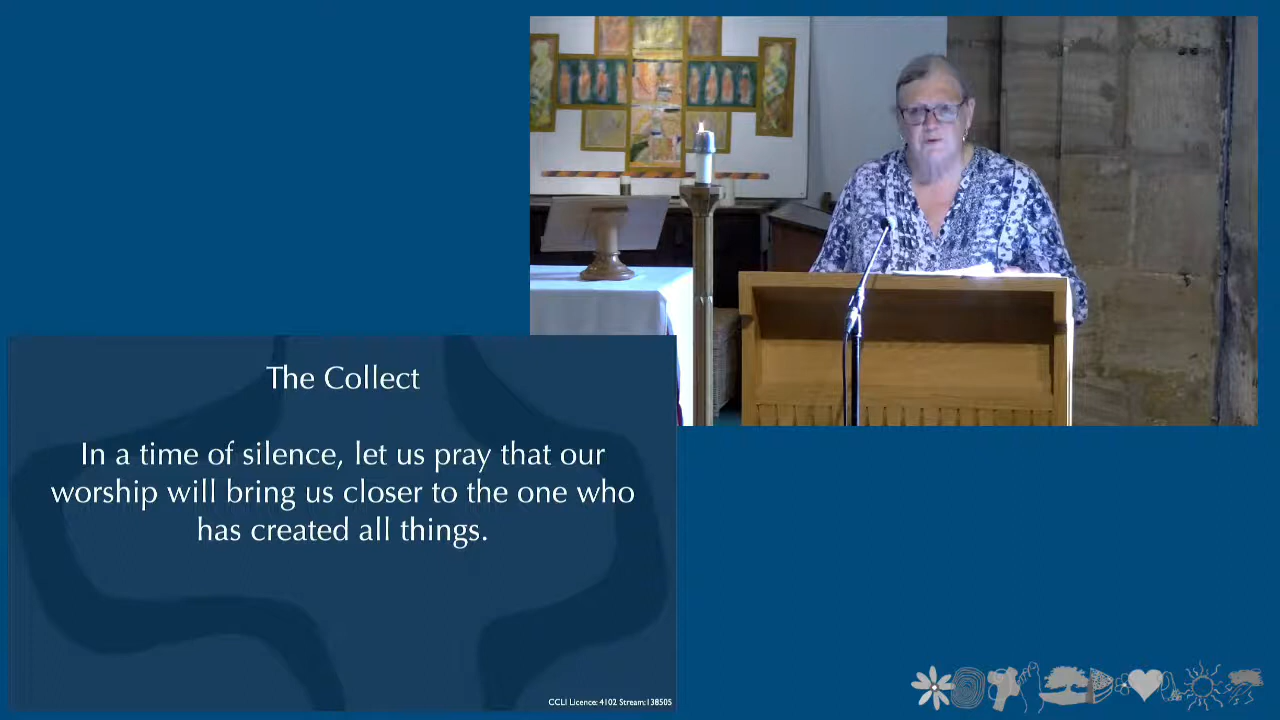 The Collect
In a time of silence, let us pray that our
worship will bring us closer to the one who
has created all things.
CCLI Licence: 4102 Stream:138505